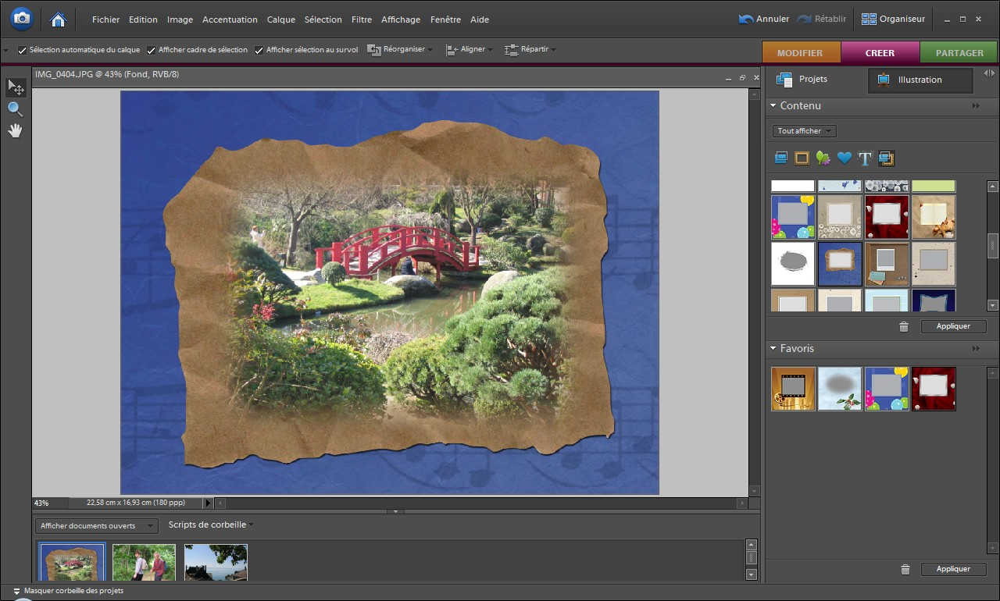 Fichier Edition Image Accentuation Calque Sélection Filtre Affichage Fenêtre Aide Annuler Rétablir Organiseur
Sélection automatique du calque Afficher cadre de sélection Afficher sélection au survol Réorganiser Aligner Répartir MODIFIER CREER PARTAGER
IMG_0404.JPG @ 43% (Fond, RVB/8)
Projets Illustration
Contenu
Tout afficher
T
Appliquer
Favoris
43% 22,58 cm x 16,93 cm (180 ppp)
Afficher documents ouverts Scripts de corbeille
Appliquer
Masquer corbeille des projets